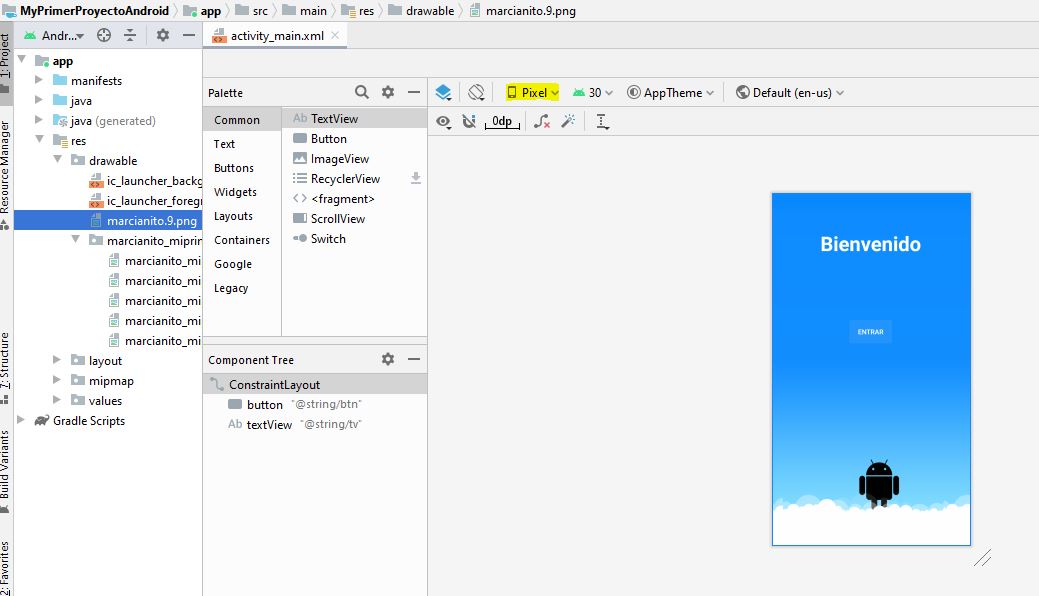 MyPrimerProyectoAndroid app src main res drawable marcianito.9.png
1: Project
Resource Manager
7: Structure
Build Variants
2: Favorites
Andr...
app
manifests
java
java (generated)
res
drawable
ic_launcher_backg
ic_launcher_foregr
marcianito.9.png
marcianito_miprin
marcianito_mi
marcianito_mi
marcianito_mi
marcianito_mi
marcianito_mi
layout
mipmap
values
Gradle Scripts
activity_main.xml
Palette
Common
Text
Buttons
Widgets
Layouts
Containers
Google
Legacy
Ab TextView
Button
ImageView
RecyclerView
<> <fragment>
ScrollView
Switch
Component Tree
ConstraintLayout
button "@string/btn"
Ab textView "@string/tv"
Pixel 30 AppTheme Default (en-us)
0dp
Bienvenido
ENTRAR